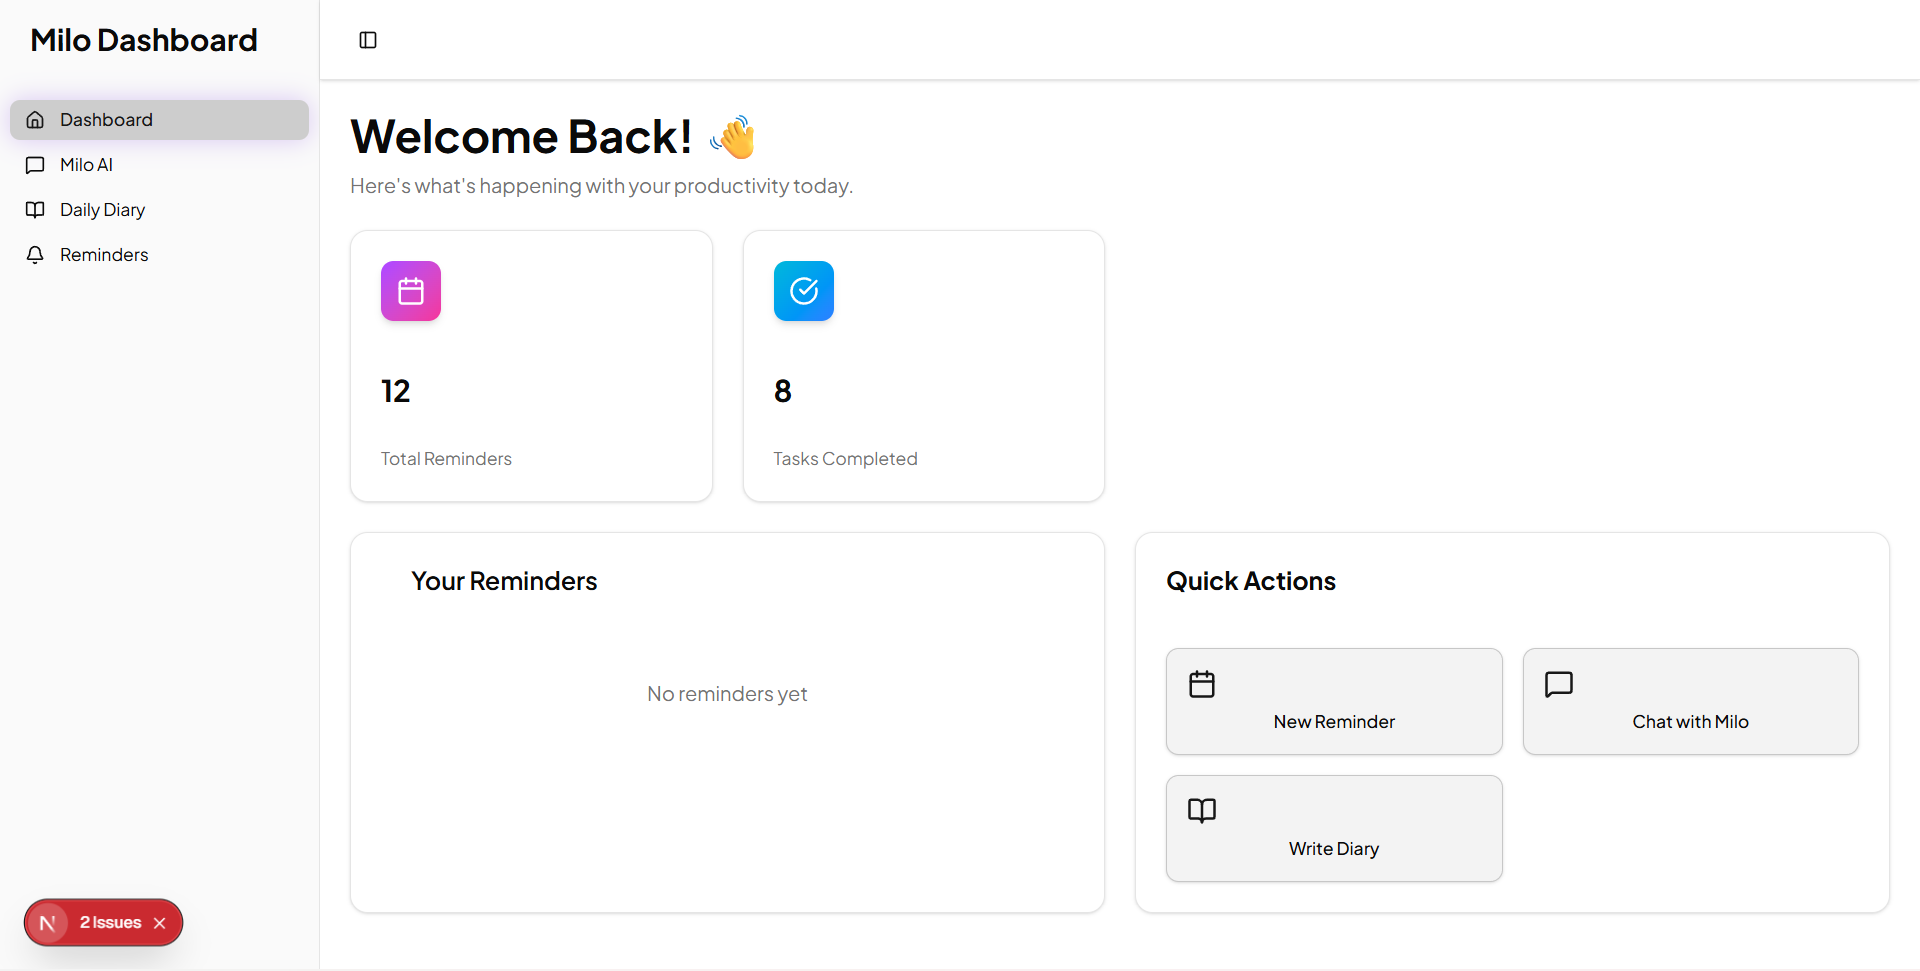 Milo Dashboard
Dashboard
Milo AI
Daily Diary
Reminders
Welcome Back! 👋
Here's what's happening with your productivity today.
12
Total Reminders
8
Tasks Completed
Your Reminders
No reminders yet
Quick Actions
New Reminder
Chat with Milo
Write Diary
N 2 Issues